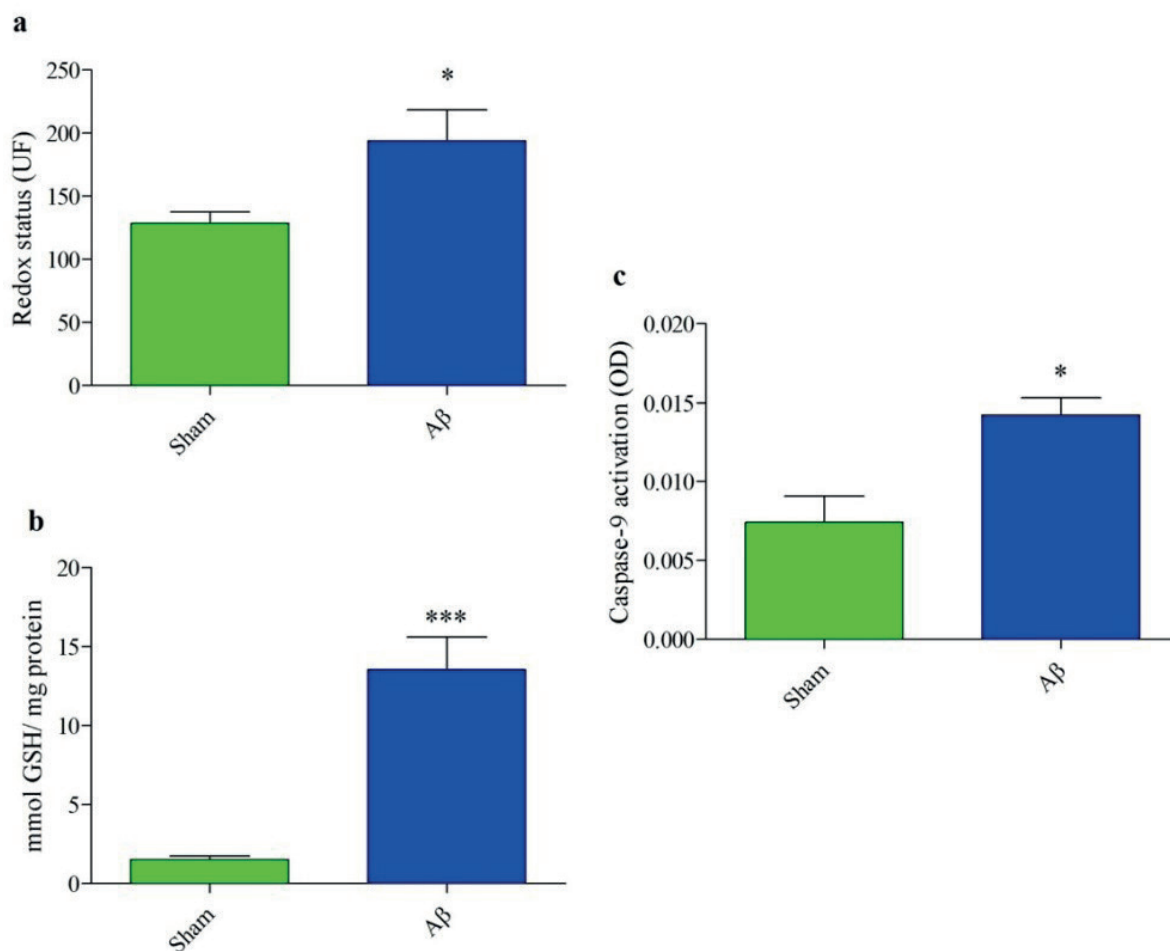 a
Redox status (UF)
250
200
150
100
50
0
*
Sham
Aβ
b
mmol GSH/ mg protein
20
15
10
5
0
***
Sham
Aβ
c
Caspase-9 activation (OD)
0.020
0.015
0.010
0.005
0.000
*
Sham
Aβ